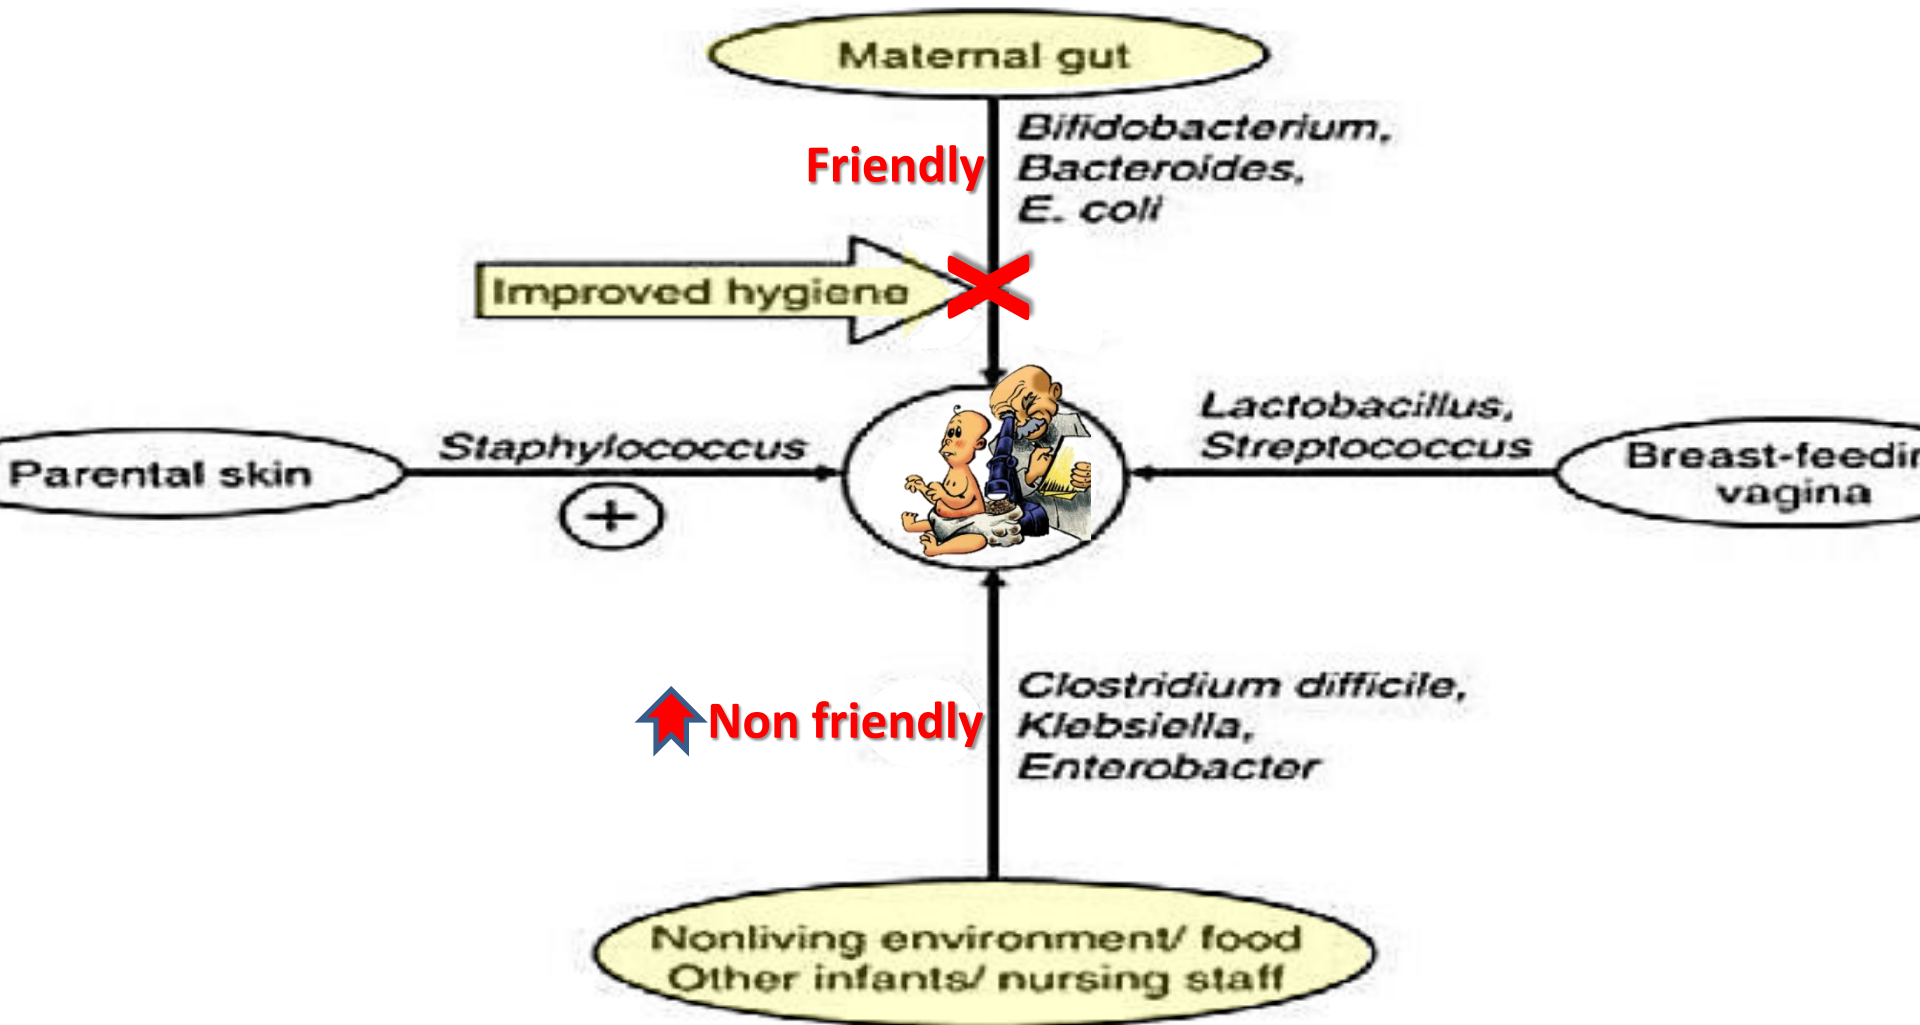 Maternal gut
Friendly
Bifidobacterium,
Bacteroides,
E. coli
Improved hygiene
Parental skin
Staphylococcus
+
Lactobacillus,
Streptococcus
Breast-feedin
vagina
Non friendly
Clostridium difficile,
Klebsiella,
Enterobacter
Nonliving environment/ food
Other infants/ nursing staff